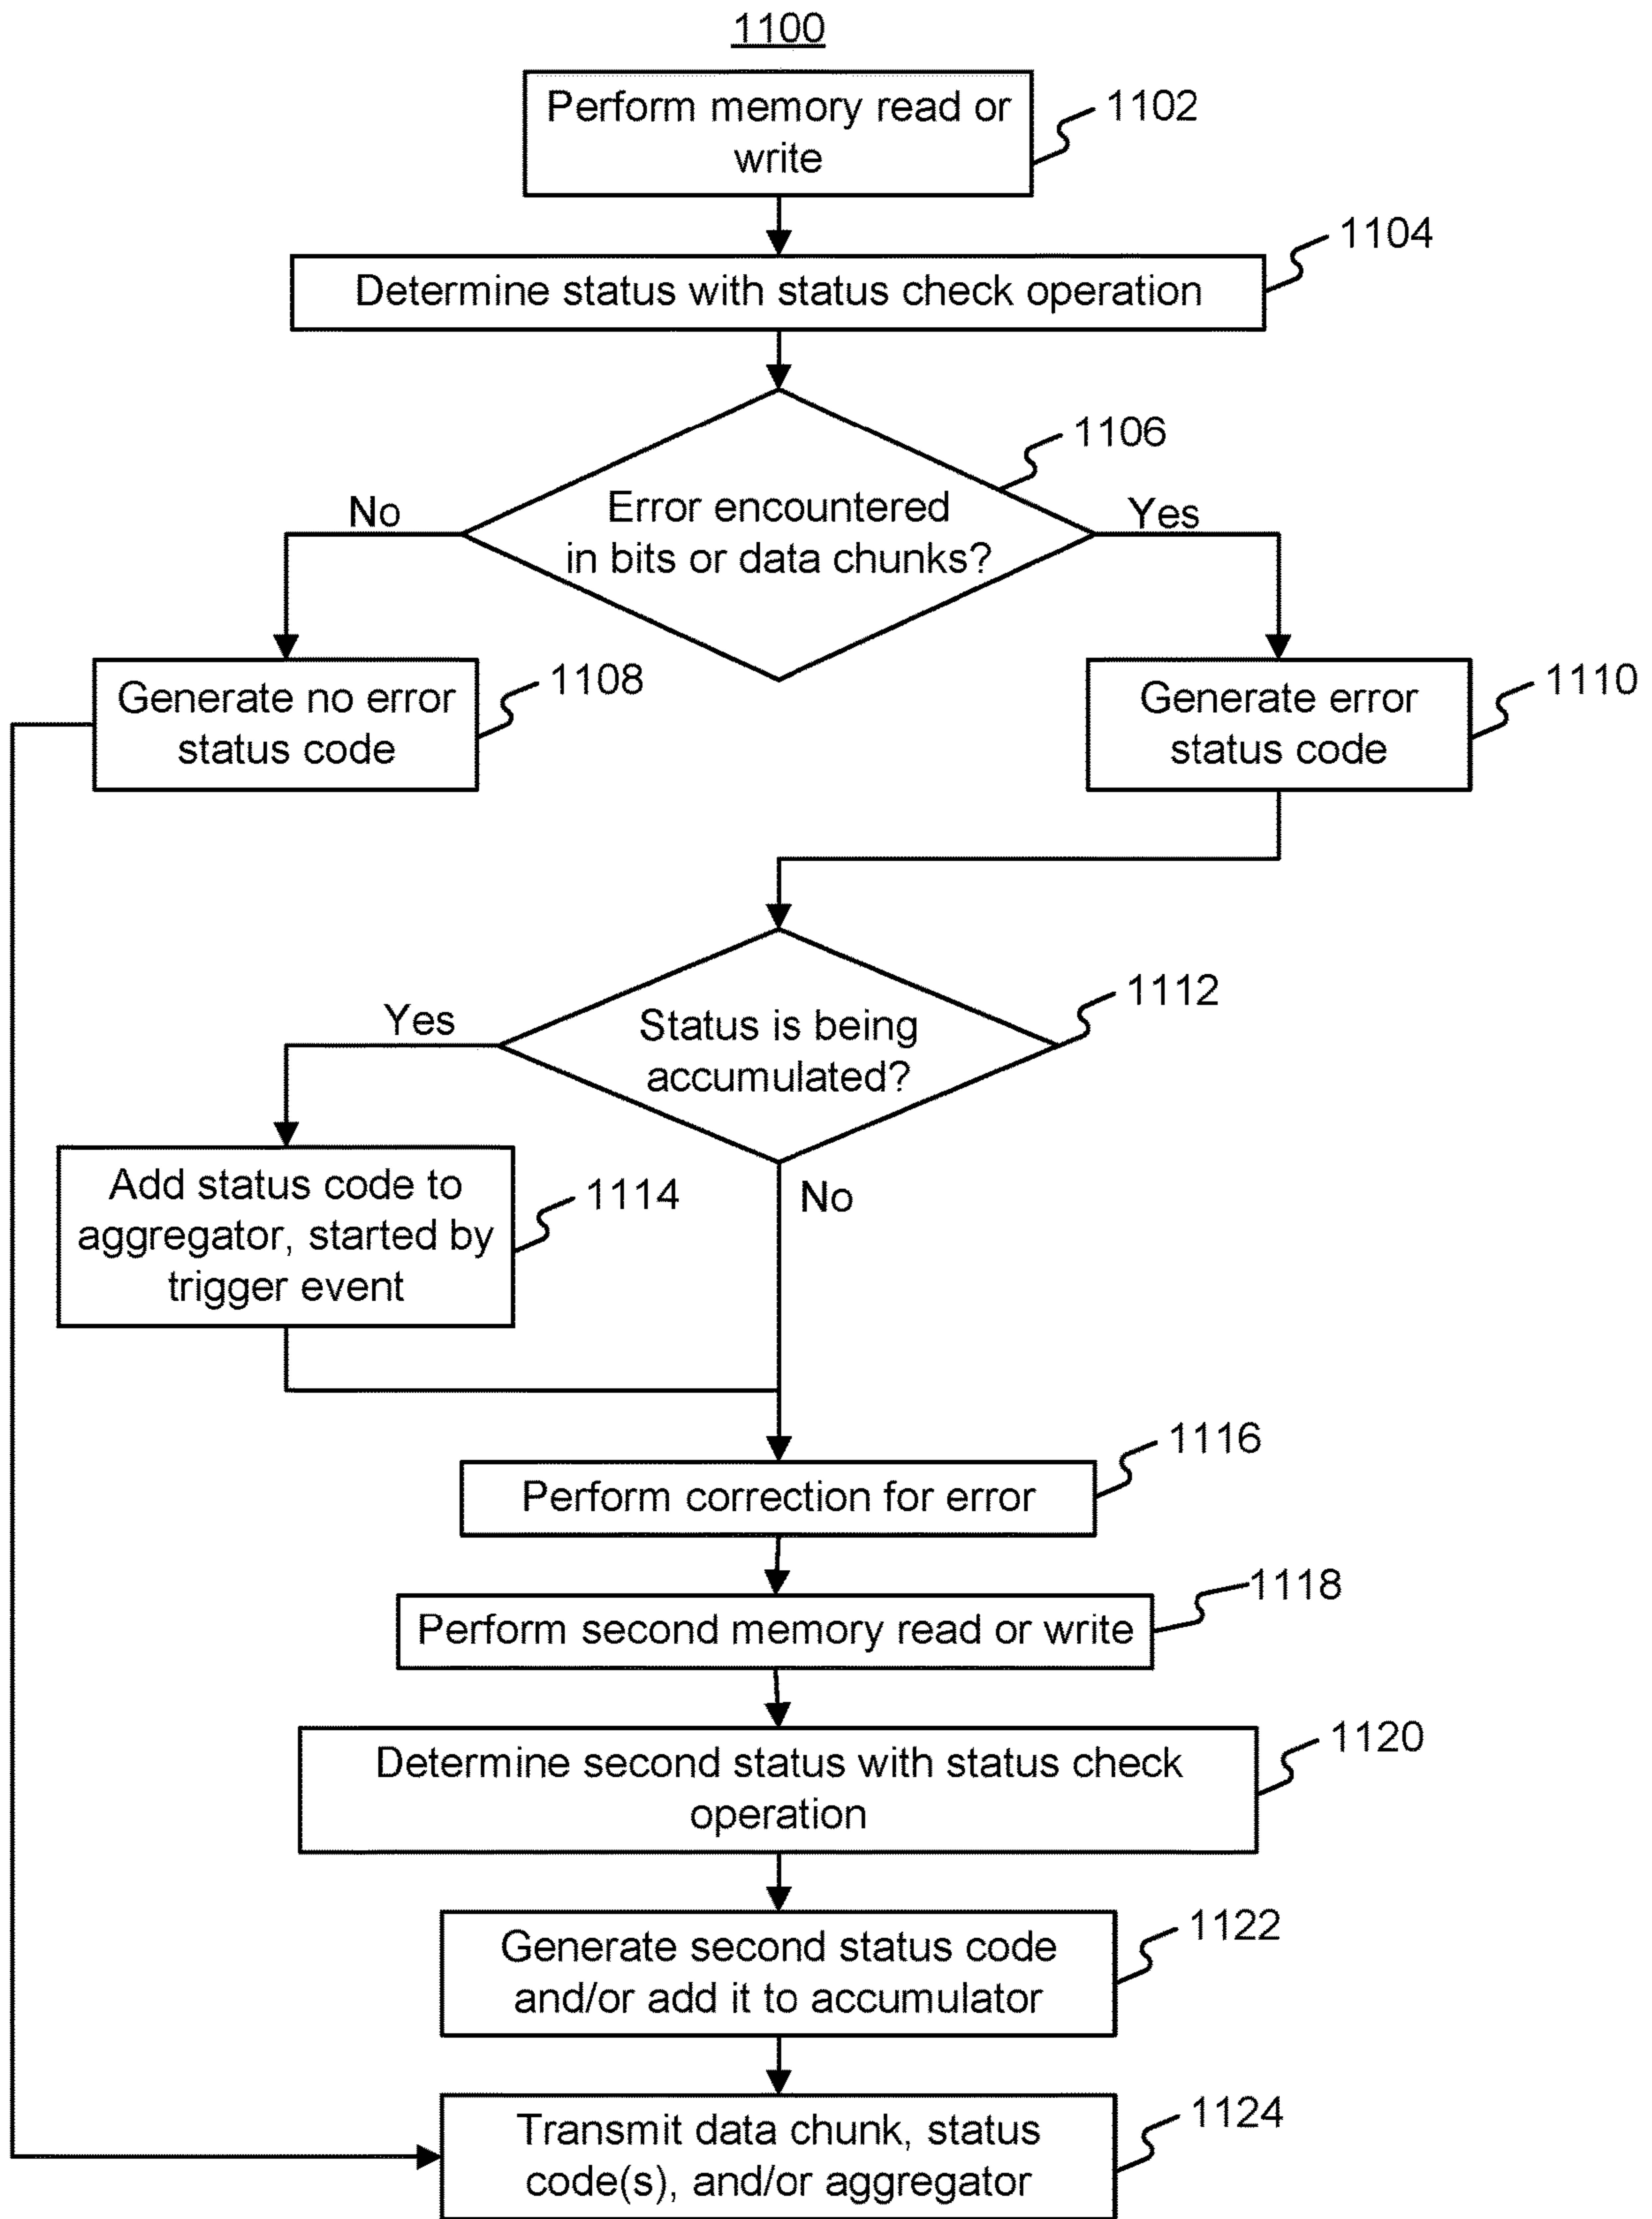 1100
Perform memory read or
write
1102
Determine status with status check operation
1104
Error encountered
in bits or data chunks?
1106
No
Yes
Generate no error
status code
1108
Generate error
status code
1110
Status is being
accumulated?
1112
Yes
No
Add status code to
aggregator, started by
trigger event
1114
Perform correction for error
1116
Perform second memory read or write
1118
Determine second status with status check
operation
1120
Generate second status code
and/or add it to accumulator
1122
Transmit data chunk, status
code(s), and/or aggregator
1124